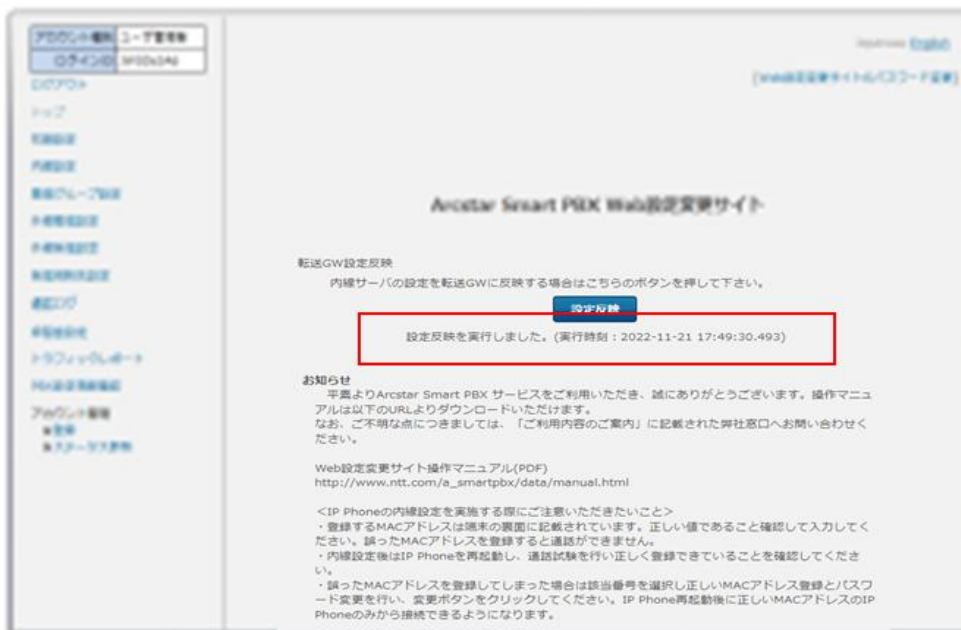 ログアウト
トップ
内線設定
通話ログ
トラフィックレポート
アカウント管理
English
Arcstar Smart PBX Web設定変更サイト
転送GW設定反映
内線サーバの設定を転送GWに反映する場合はこちらのボタンを押して下さい。
設定反映
設定反映を実行しました。(実行時刻：2022-11-21 17:49:30.493)
お知らせ
平素よりArcstar Smart PBX サービスをご利用いただき、誠にありがとうございます。操作マニュ
アルは以下のURLよりダウンロードいただけます。
なお、ご不明な点につきましては、「ご利用内容のご案内」に記載された弊社窓口へお問い合わせく
ださい。
Web設定変更サイト操作マニュアル(PDF)
http://www.ntt.com/a_smartpbx/data/manual.html
＜IP Phoneの内線設定を実施する際にご注意いただきたいこと＞
・登録するMACアドレスは端末の裏面に記載されています。正しい値であること確認して入力してく
ださい。誤ったMACアドレスを登録すると通話ができません。
・内線設定後はIP Phoneを再起動し、通話試験を行い正しく登録できていることを確認してくださ
い。
・誤ったMACアドレスを登録してしまった場合は該当番号を選択し正しいMACアドレス登録とパスワ
ード変更を行い、変更ボタンをクリックしてください。IP Phone再起動後に正しいMACアドレスのIP
Phoneのみから接続できるようになります。